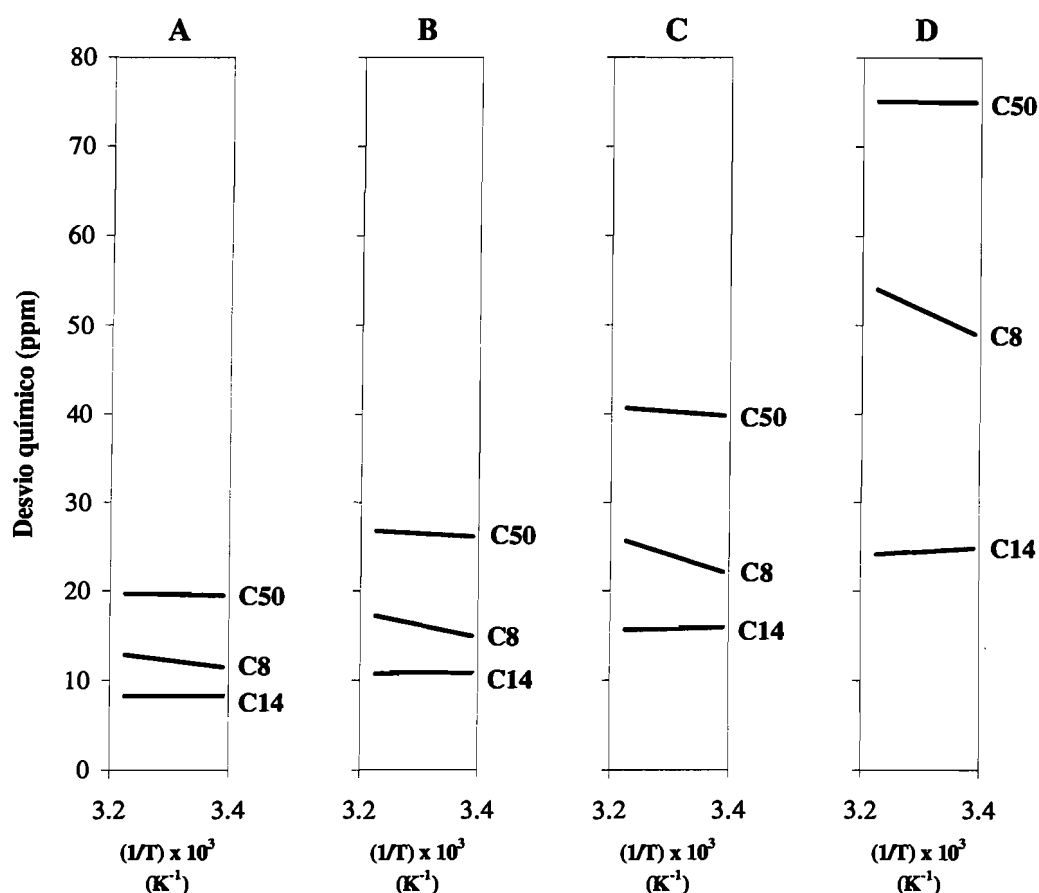 A B C D
80
70
60
50
40
30
20
10
0
Desvio químico (ppm)
C50
C8
C14
C50
C8
C14
C50
C8
C14
C50
C8
C14
3.2 3.4 3.2 3.4 3.2 3.4 3.2 3.4
(1/T) x 10³ (1/T) x 10³ (1/T) x 10³ (1/T) x 10³
(K⁻¹) (K⁻¹) (K⁻¹) (K⁻¹)